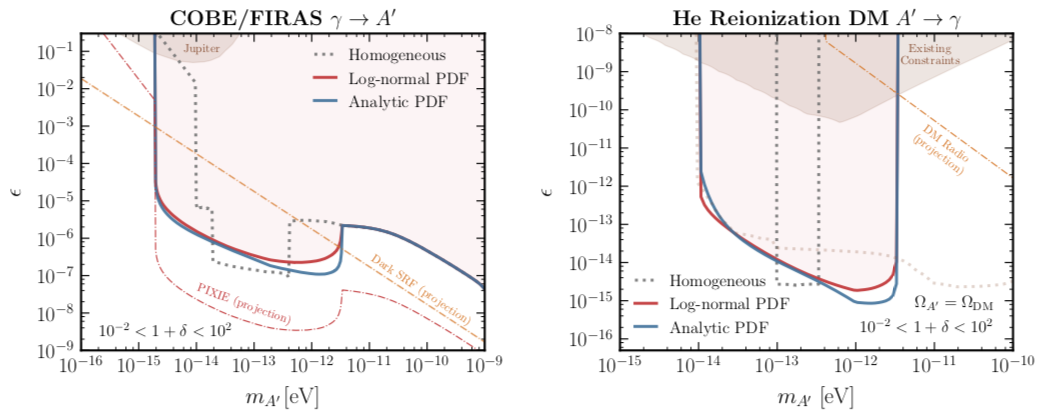 COBE/FIRAS γ → A′
10⁻¹
10⁻²
10⁻³
10⁻⁴
10⁻⁵
10⁻⁶
10⁻⁷
10⁻⁸
10⁻⁹
ϵ
Jupiter
Homogeneous
Log-normal PDF
Analytic PDF
PIXIE (projection)
Dark SRF (projection)
10⁻² < 1 + δ < 10²
10⁻¹⁶
10⁻¹⁵
10⁻¹⁴
10⁻¹³
10⁻¹²
10⁻¹¹
10⁻¹⁰
10⁻⁹
m_A′ [eV]
He Reionization DM A′ → γ
10⁻⁸
10⁻⁹
10⁻¹⁰
10⁻¹¹
10⁻¹²
10⁻¹³
10⁻¹⁴
10⁻¹⁵
10⁻¹⁶
ϵ
Existing
Constraints
DM Radio
(projection)
Homogeneous
Log-normal PDF
Analytic PDF
Ω_A′ = Ω_DM
10⁻² < 1 + δ < 10²
10⁻¹⁵
10⁻¹⁴
10⁻¹³
10⁻¹²
10⁻¹¹
10⁻¹⁰
m_A′ [eV]